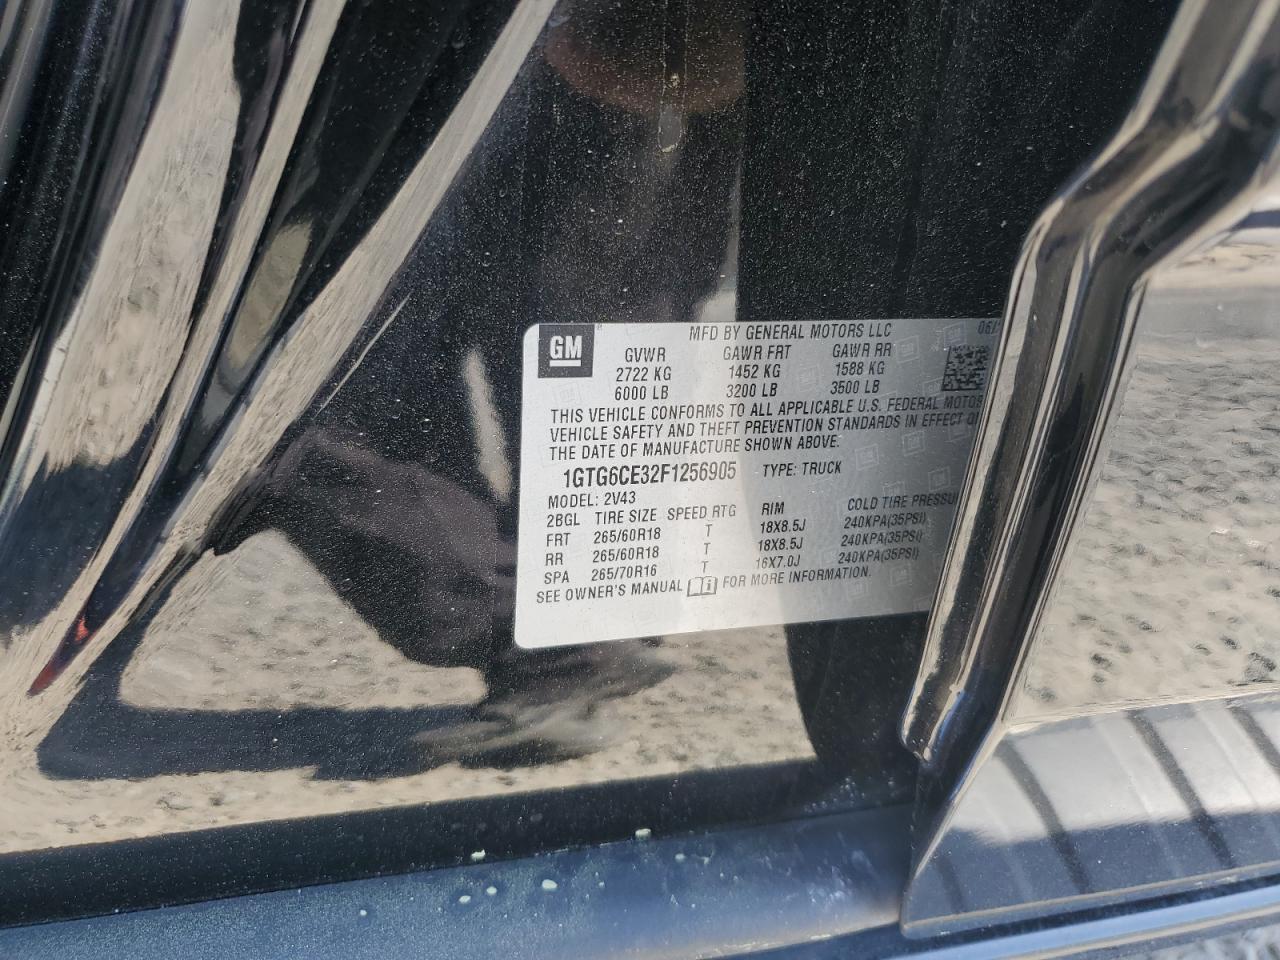 GM
MFD BY GENERAL MOTORS LLC 06/
GVWR GAWR FRT GAWR RR
2722 KG 1452 KG 1588 KG
6000 LB 3200 LB 3500 LB
THIS VEHICLE CONFORMS TO ALL APPLICABLE U.S. FEDERAL MOTOR
VEHICLE SAFETY AND THEFT PREVENTION STANDARDS IN EFFECT
THE DATE OF MANUFACTURE SHOWN ABOVE.
1GTG6CE32F1256905 TYPE: TRUCK
MODEL: 2V43
2BGL TIRE SIZE SPEED RTG RIM COLD TIRE PRESSU
FRT 265/60R18 T 18X8.5J 240KPA(35PSI)
RR 265/60R18 T 18X8.5J 240KPA(35PSI)
SPA 265/70R16 T 16X7.0J 240KPA(35PSI)
SEE OWNER'S MANUAL FOR MORE INFORMATION.